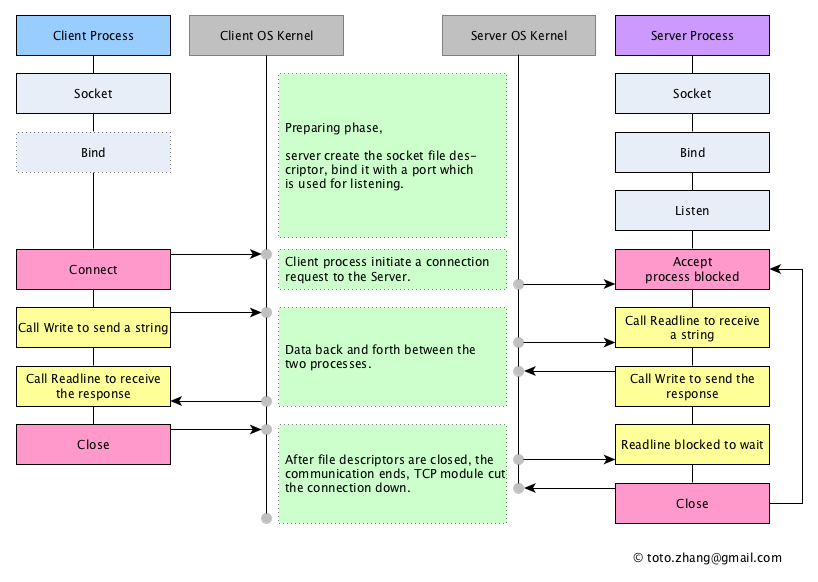 Client Process
Client OS Kernel
Server OS Kernel
Server Process
Socket
Socket
Preparing phase,
server create the socket file des-
criptor, bind it with a port which
is used for listening.
Bind
Bind
Listen
Connect
Client process initiate a connection
request to the Server.
Accept
process blocked
Call Write to send a string
Call Readline to receive
a string
Data back and forth between the
two processes.
Call Readline to receive
the response
Call Write to send the
response
Close
Readline blocked to wait
After file descriptors are closed, the
communication ends, TCP module cut
the connection down.
Close
© toto.zhang@gmail.com